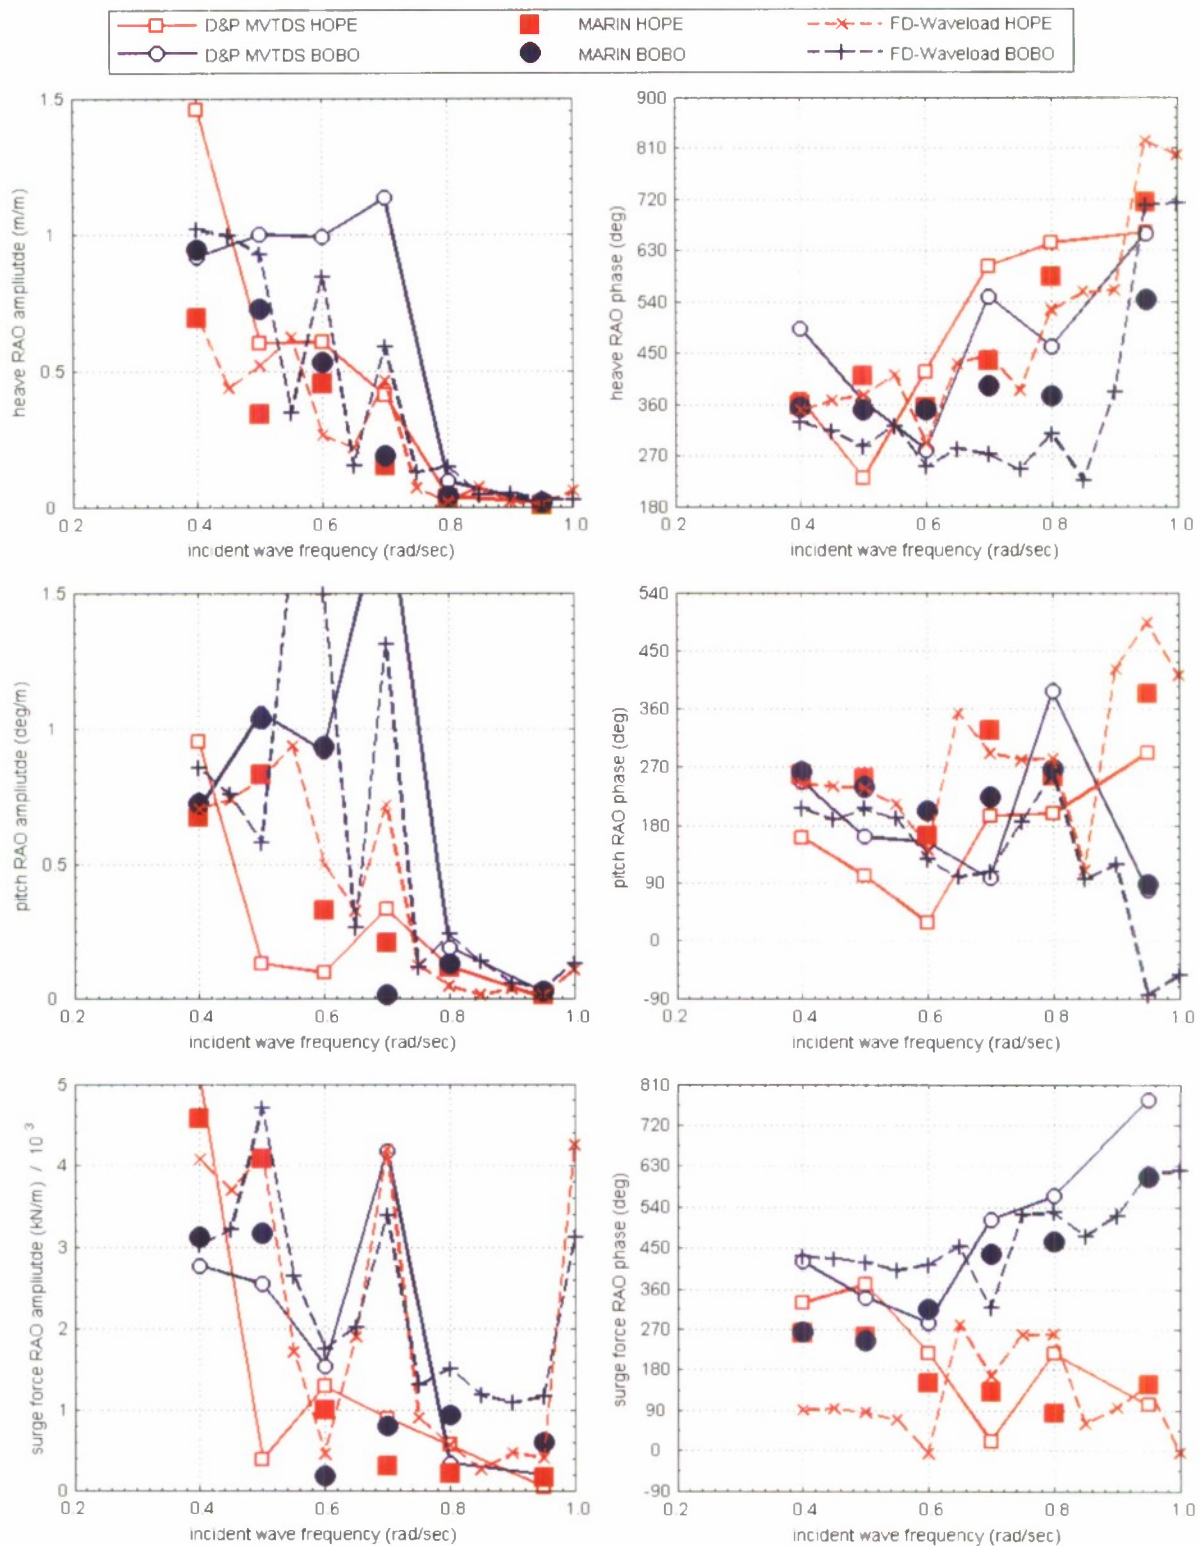 D&P MVTDS HOPE MARIN HOPE FD-Waveload HOPE
D&P MVTDS BOBO MARIN BOBO FD-Waveload BOBO
1.5
1
0.5
0
0.2 0.4 0.6 0.8 1.0
heave RAO ampliutde (m/m)
incident wave frequency (rad/sec)
900
810
720
630
540
450
360
270
180
0.2 0.4 0.6 0.8 1.0
heave RAO phase (deg)
incident wave frequency (rad/sec)
1.5
1
0.5
0
0.2 0.4 0.6 0.8 1.0
pitch RAO ampliutde (deg/m)
incident wave frequency (rad/sec)
540
450
360
270
180
90
0
-90
0.2 0.4 0.6 0.8 1.0
pitch RAO phase (deg)
incident wave frequency (rad/sec)
5
4
3
2
1
0
0.2 0.4 0.6 0.8 1.0
surge force RAO ampliutde (kN/m) / 10³
incident wave frequency (rad/sec)
810
720
630
540
450
360
270
180
90
0
-90
0.2 0.4 0.6 0.8 1.0
surge force RAO phase (deg)
incident wave frequency (rad/sec)